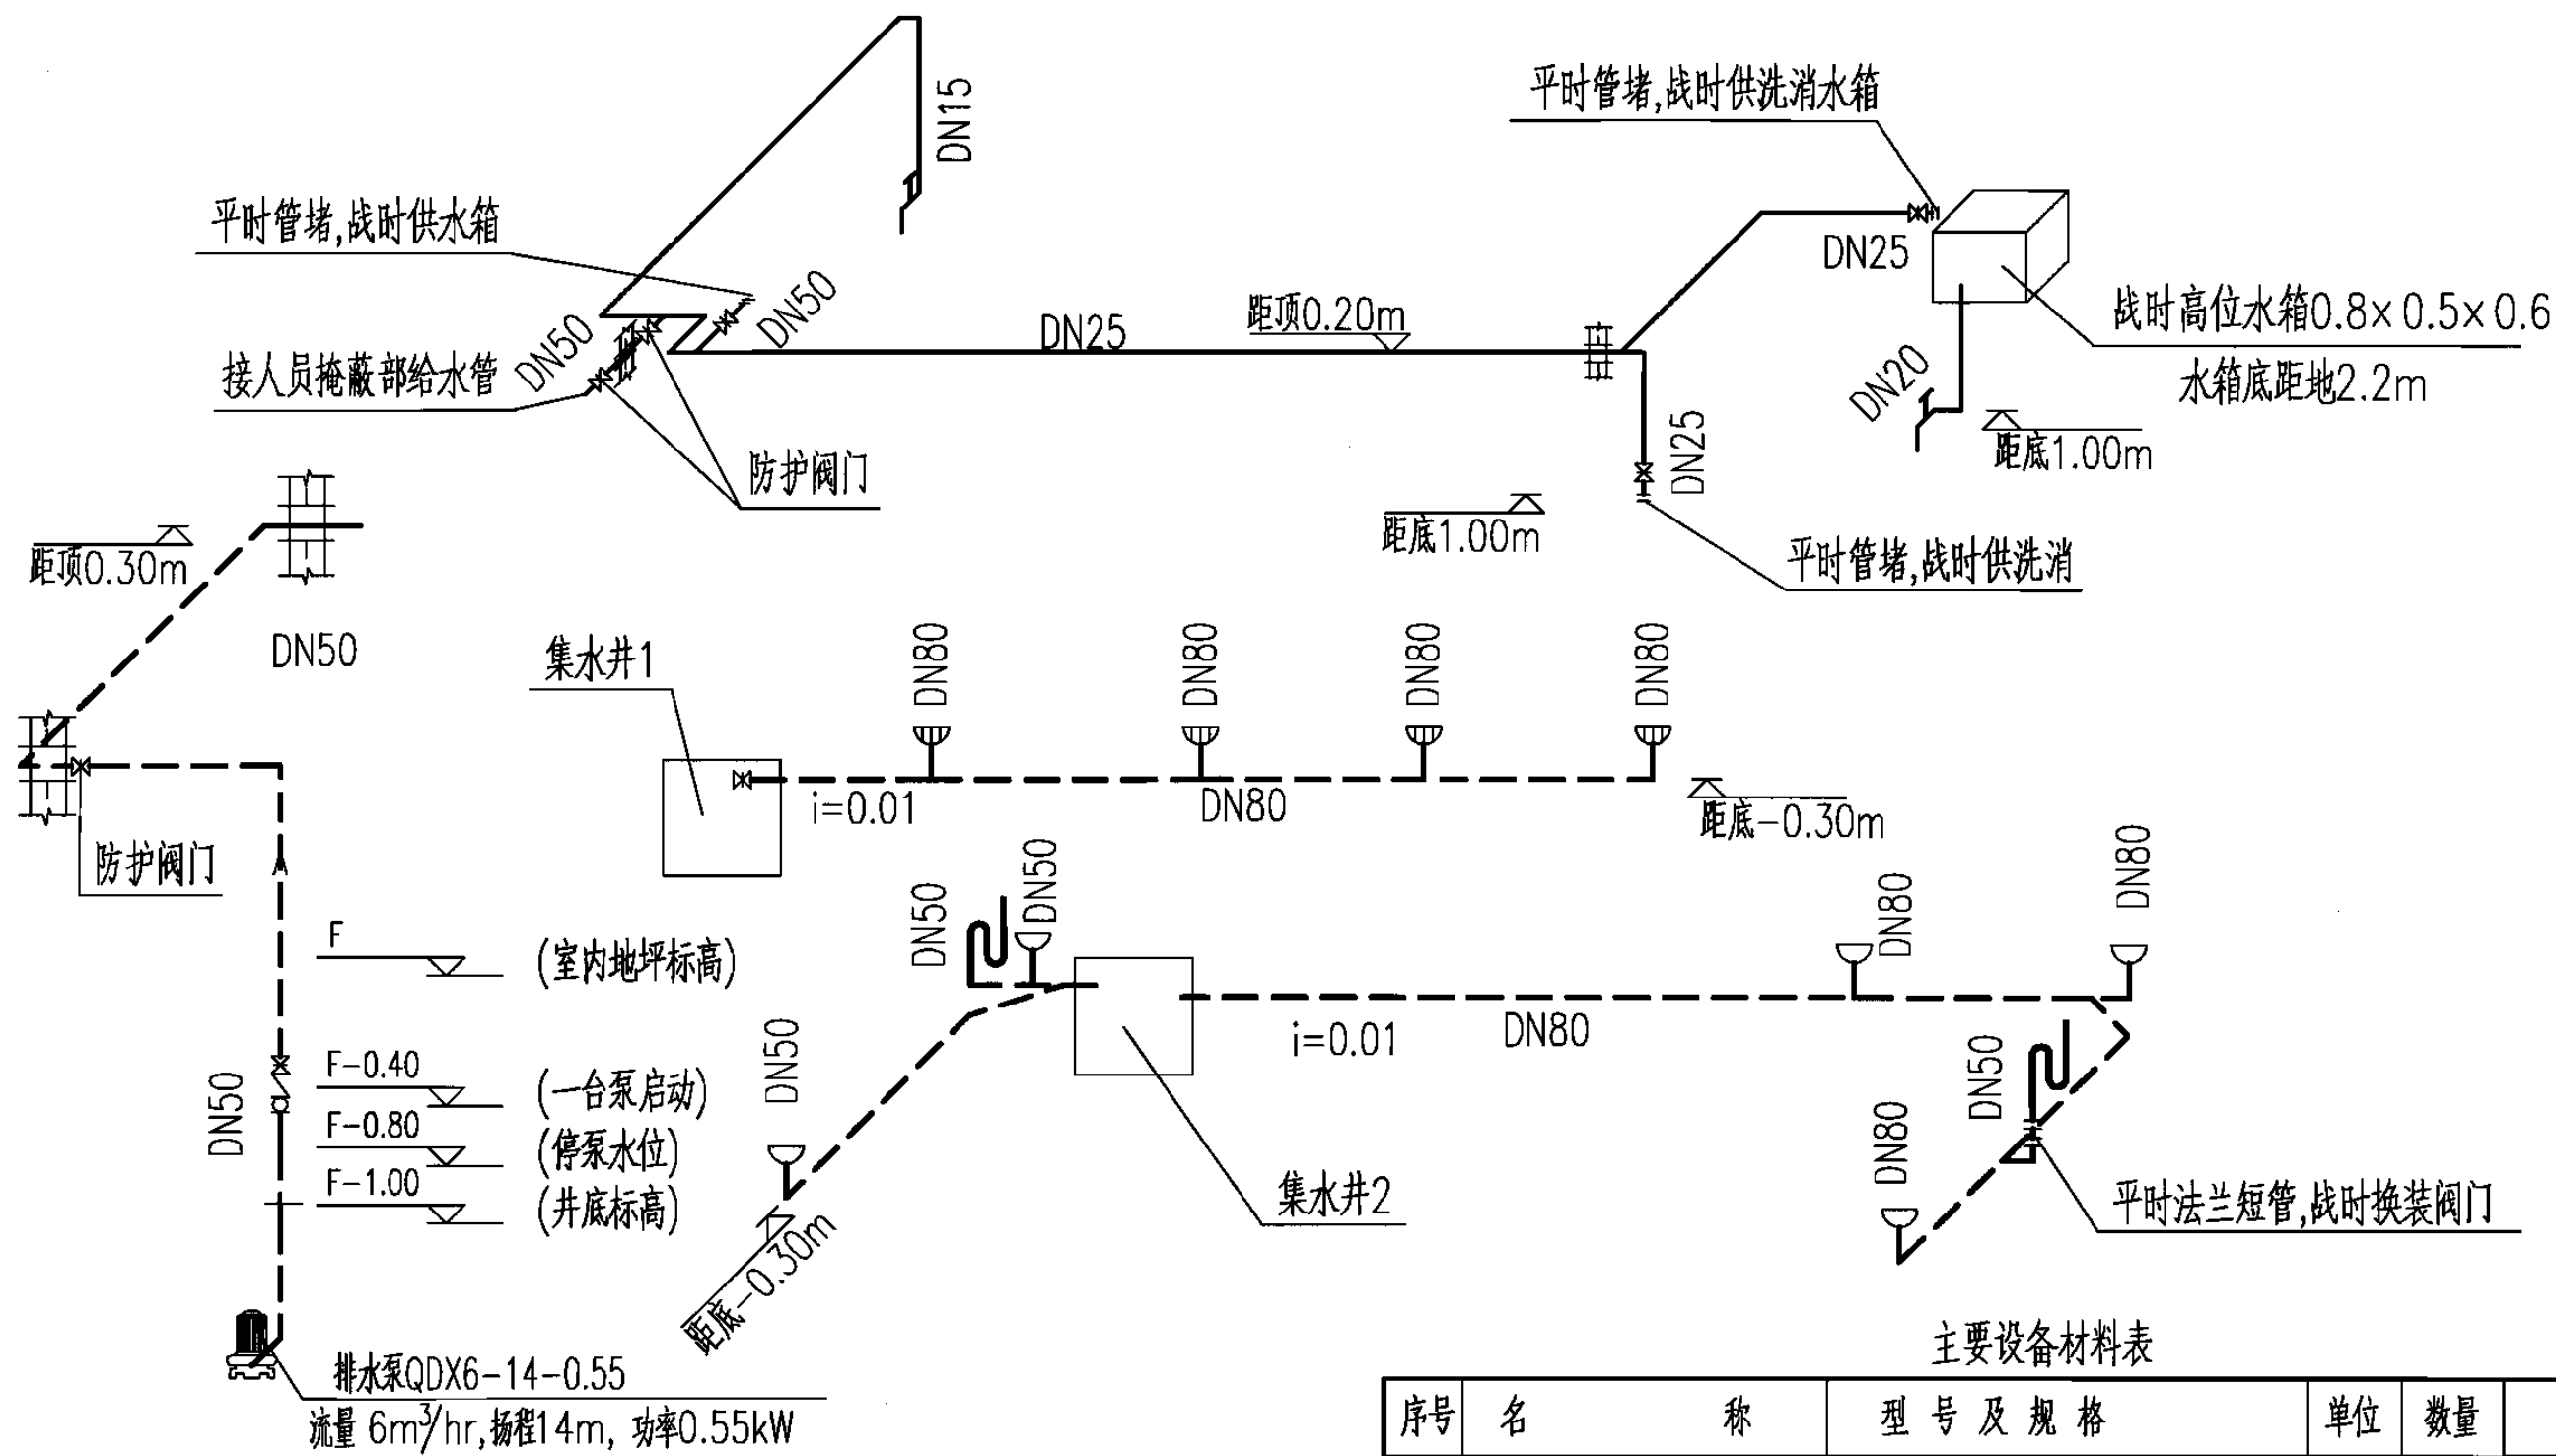 DN15
平时管堵,战时供洗消水箱
平时管堵,战时供水箱
DN50
DN50
接人员掩蔽部给水管
防护阀门
DN25
距顶0.20m
DN25
战时高位水箱0.8×0.5×0.6
水箱底距地2.2m
DN20
距底1.00m
DN25
距底1.00m
平时管堵,战时供洗消
距顶0.30m
DN50
集水井1
DN80
DN80
DN80
DN80
i=0.01
DN80
距底-0.30m
防护阀门
F
(室内地坪标高)
F-0.40
(一台泵启动)
F-0.80
(停泵水位)
F-1.00
(井底标高)
DN50
DN50
DN50
DN50
距底-0.30m
集水井2
i=0.01
DN80
DN80
DN80
DN50
DN80
平时法兰短管,战时换装阀门
排水泵QDX6-14-0.55
流量 6m³/hr,扬程14m, 功率0.55kW
主要设备材料表
序号 名 称 型 号 及 规 格 单位 数量